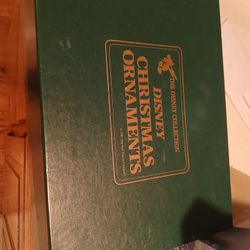 THE DISNEY COLLECTION
DISNEY
CHRISTMAS
ORNAMENTS